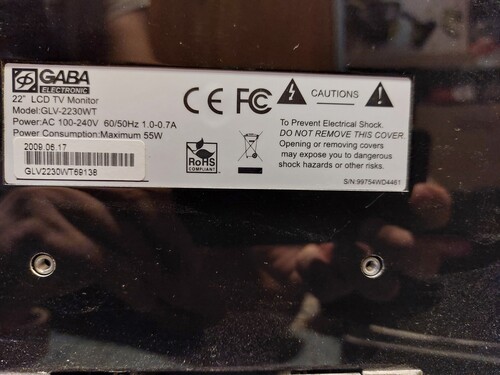 GABA
ELECTRONIC
22" LCD TV Monitor
Model:GLV-2230WT
Power:AC 100-240V 60/50Hz 1.0-0.7A
Power Consumption:Maximum 55W
2009.06.17
GLV2230WT69138
CE FC
RoHS
COMPLIANT
CAUTIONS
To Prevent Electrical Shock.
DO NOT REMOVE THIS COVER.
Opening or removing covers
may expose you to dangerous
shock hazards or other risks.
S/N:99754WD4461